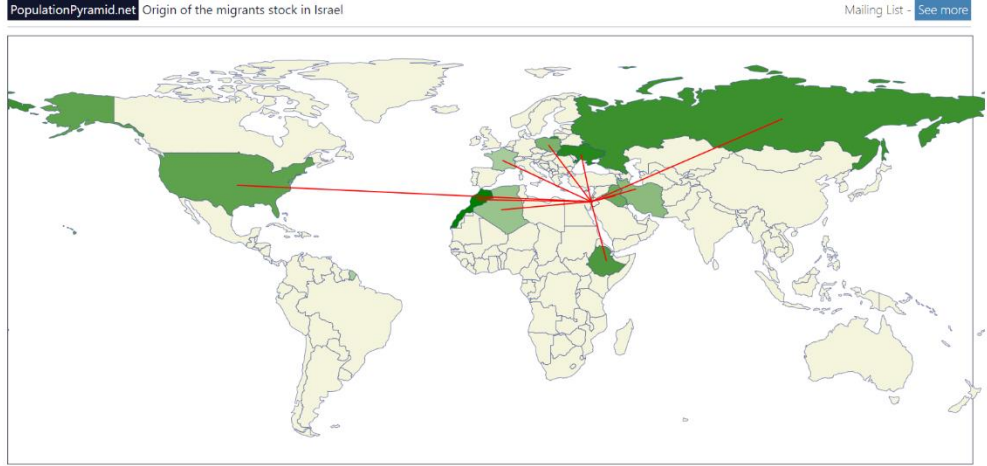 PopulationPyramid.net Origin of the migrants stock in Israel
Mailing List - See more